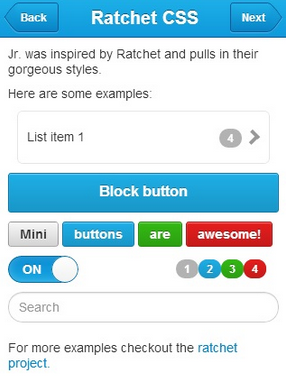 Back Ratchet CSS Next
Jr. was inspired by Ratchet and pulls in their
gorgeous styles.
Here are some examples:
List item 1 4
Block button
Mini buttons are awesome!
ON 1 2 3 4
Search
For more examples checkout the ratchet
project.